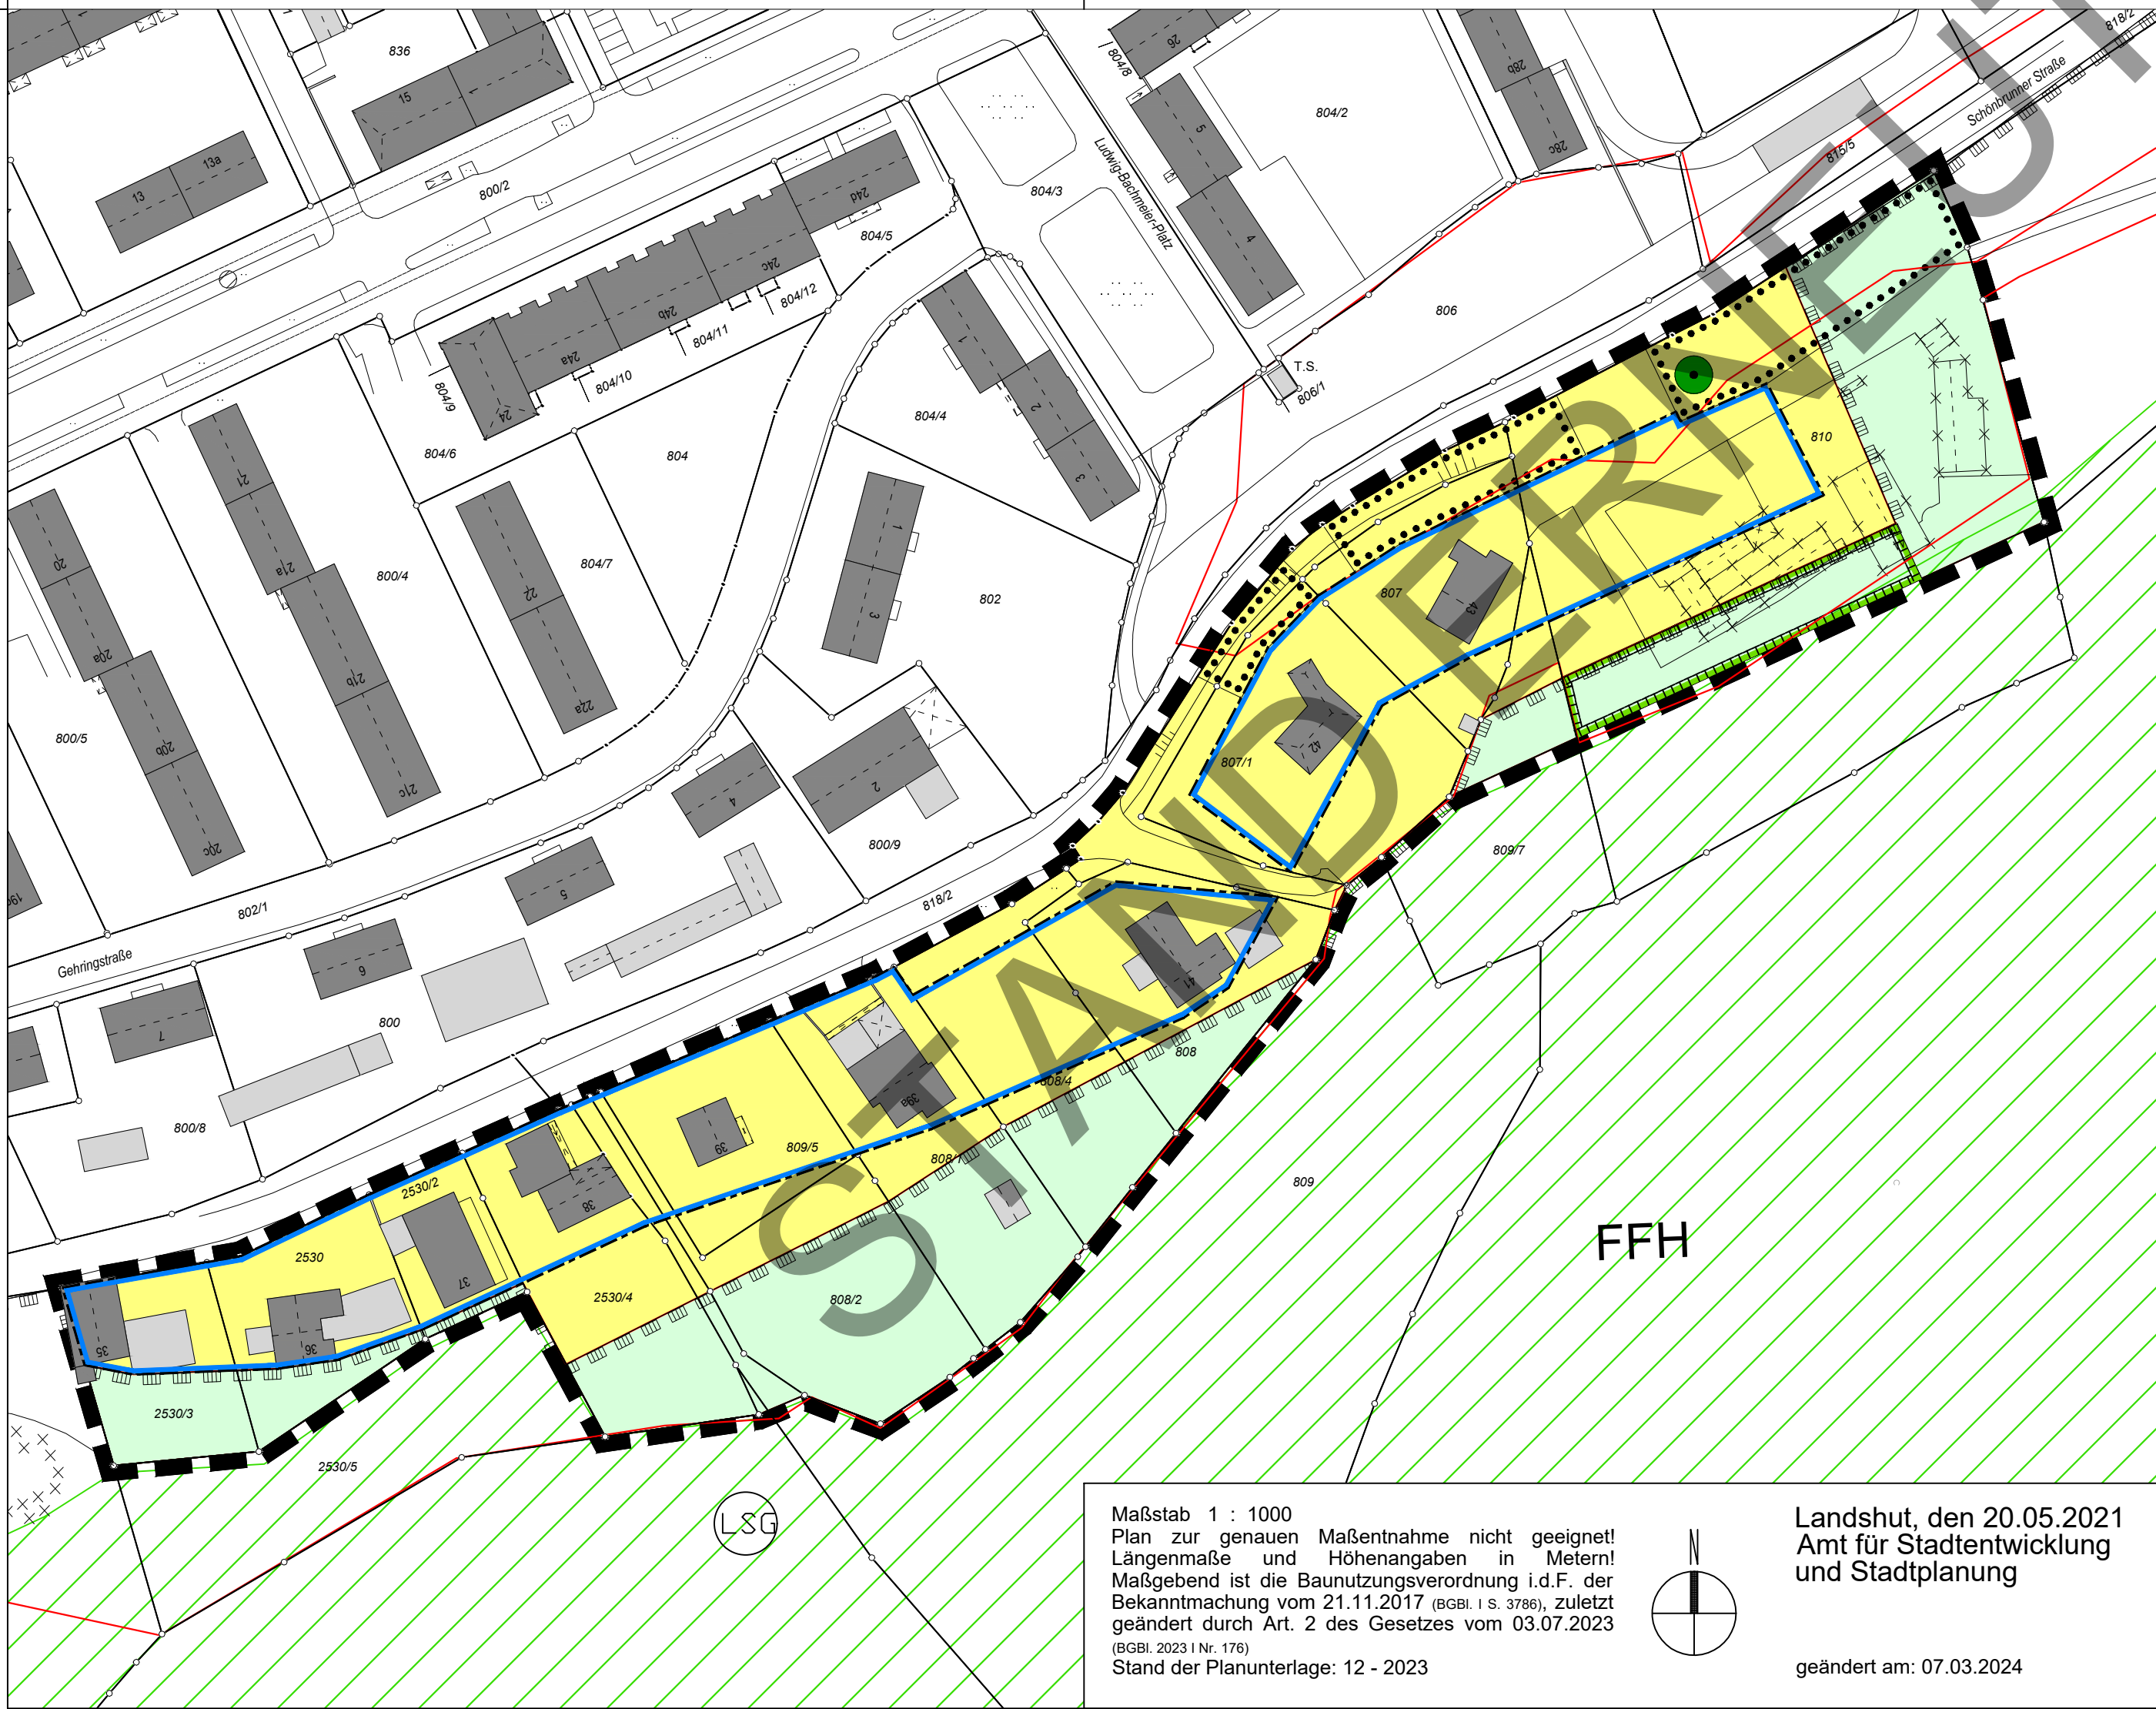 836
15
13
13a
800/2
24d
24c
24b
24a
24
804/5
804/12
804/11
804/10
804/9
804/6
804
804/7
804/4
804/3
804/8
804/2
Ludwig-Bachmeier-Platz
26
5
4
28b
28c
818/2
Schönbrunner Straße
815/5
806
T.S.
806/1
1
2
3
1
3
802
21
21a
21b
21c
20
20a
20b
20c
19c
22
22a
800/4
800/5
2
4
5
6
7
800/9
802/1
Gehringstraße
800
800/8
818/2
810
807
43
42
807/1
809/7
41
808
808/4
39a
39
809/5
808/1
38
2530/2
37
2530
36
35
2530/4
808/2
2530/3
2530/5
809
FFH
LSG
Maßstab 1 : 1000
Plan zur genauen Maßentnahme nicht geeignet!
Längenmaße und Höhenangaben in Metern!
Maßgebend ist die Baunutzungsverordnung i.d.F. der
Bekanntmachung vom 21.11.2017 (BGBl. I S. 3786), zuletzt
geändert durch Art. 2 des Gesetzes vom 03.07.2023
(BGBl. 2023 I Nr. 176)
Stand der Planunterlage: 12 - 2023
N
Landshut, den 20.05.2021
Amt für Stadtentwicklung
und Stadtplanung
geändert am: 07.03.2024